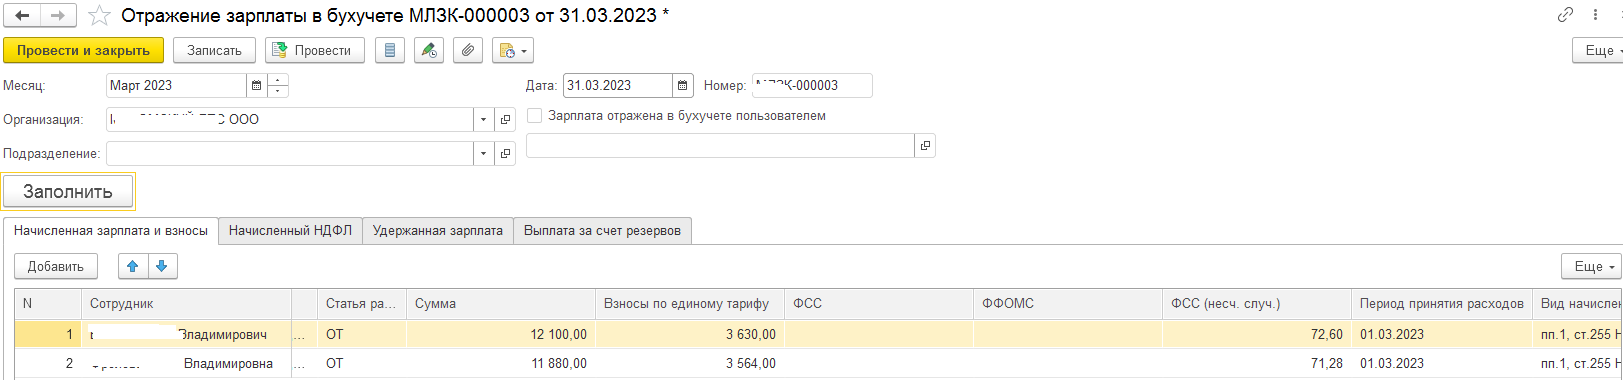 Отражение зарплаты в бухучете МЛЗК-000003 от 31.03.2023 *
Провести и закрыть Записать Провести Еще
Месяц: Март 2023 Дата: 31.03.2023 Номер: К-000003
Организация: ООО Зарплата отражена в бухучете пользователем
Подразделение:
Заполнить
Начисленная зарплата и взносы Начисленный НДФЛ Удержанная зарплата Выплата за счет резервов
Добавить Еще
N Сотрудник Статья ра... Сумма Взносы по единому тарифу ФСС ФФОМС ФСС (несч. случ.) Период принятия расходов Вид начислен
1 Владимирович ... ОТ 12 100,00 3 630,00 72,60 01.03.2023 пп.1, ст.255 Н
2 Владимировна ... ОТ 11 880,00 3 564,00 71,28 01.03.2023 пп.1, ст.255 Н